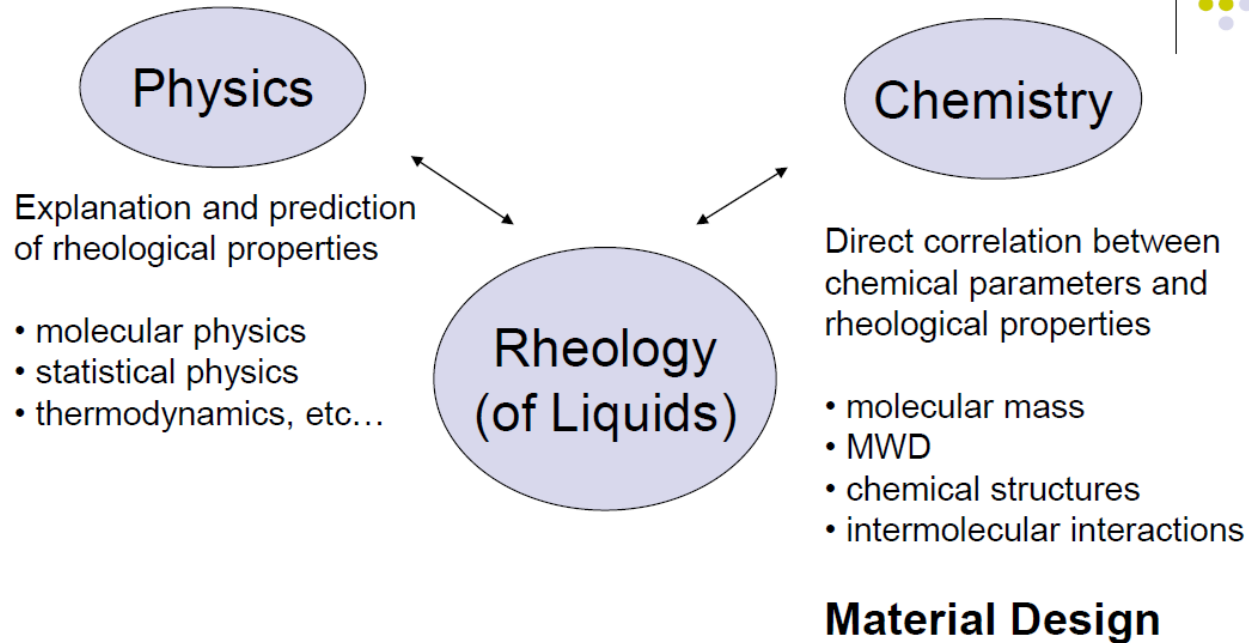 Physics
Explanation and prediction
of rheological properties
• molecular physics
• statistical physics
• thermodynamics, etc…
Rheology
(of Liquids)
Chemistry
Direct correlation between
chemical parameters and
rheological properties
• molecular mass
• MWD
• chemical structures
• intermolecular interactions
Material Design